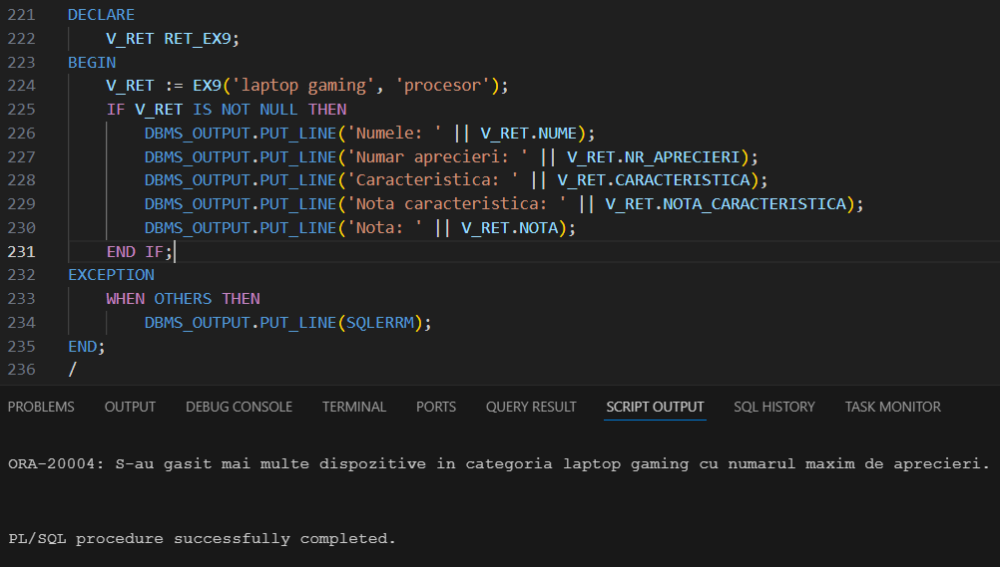 221 DECLARE
222     V_RET RET_EX9;
223 BEGIN
224     V_RET := EX9('laptop gaming', 'procesor');
225     IF V_RET IS NOT NULL THEN
226         DBMS_OUTPUT.PUT_LINE('Numele: ' || V_RET.NUME);
227         DBMS_OUTPUT.PUT_LINE('Numar aprecieri: ' || V_RET.NR_APRECIERI);
228         DBMS_OUTPUT.PUT_LINE('Caracteristica: ' || V_RET.CARACTERISTICA);
229         DBMS_OUTPUT.PUT_LINE('Nota caracteristica: ' || V_RET.NOTA_CARACTERISTICA);
230         DBMS_OUTPUT.PUT_LINE('Nota: ' || V_RET.NOTA);
231     END IF;
232 EXCEPTION
233     WHEN OTHERS THEN
234         DBMS_OUTPUT.PUT_LINE(SQLERRM);
235 END;
236 /
PROBLEMS OUTPUT DEBUG CONSOLE TERMINAL PORTS QUERY RESULT SCRIPT OUTPUT SQL HISTORY TASK MONITOR
ORA-20004: S-au gasit mai multe dispozitive in categoria laptop gaming cu numarul maxim de aprecieri.
PL/SQL procedure successfully completed.